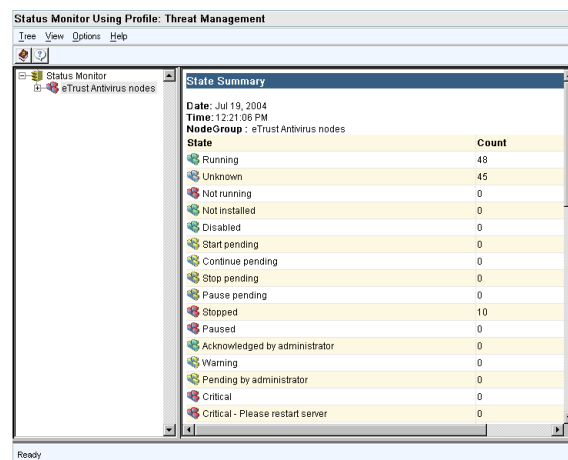 Status Monitor Using Profile: Threat Management
Tree View Options Help
Status Monitor
eTrust Antivirus nodes
State Summary
Date: Jul 19, 2004
Time: 12:21:06 PM
NodeGroup : eTrust Antivirus nodes
State Count
Running 48
Unknown 45
Not running 0
Not installed 0
Disabled 0
Start pending 0
Continue pending 0
Stop pending 0
Pause pending 0
Stopped 10
Paused 0
Acknowledged by administrator 0
Warning 0
Pending by administrator 0
Critical 0
Critical - Please restart server 0
Ready